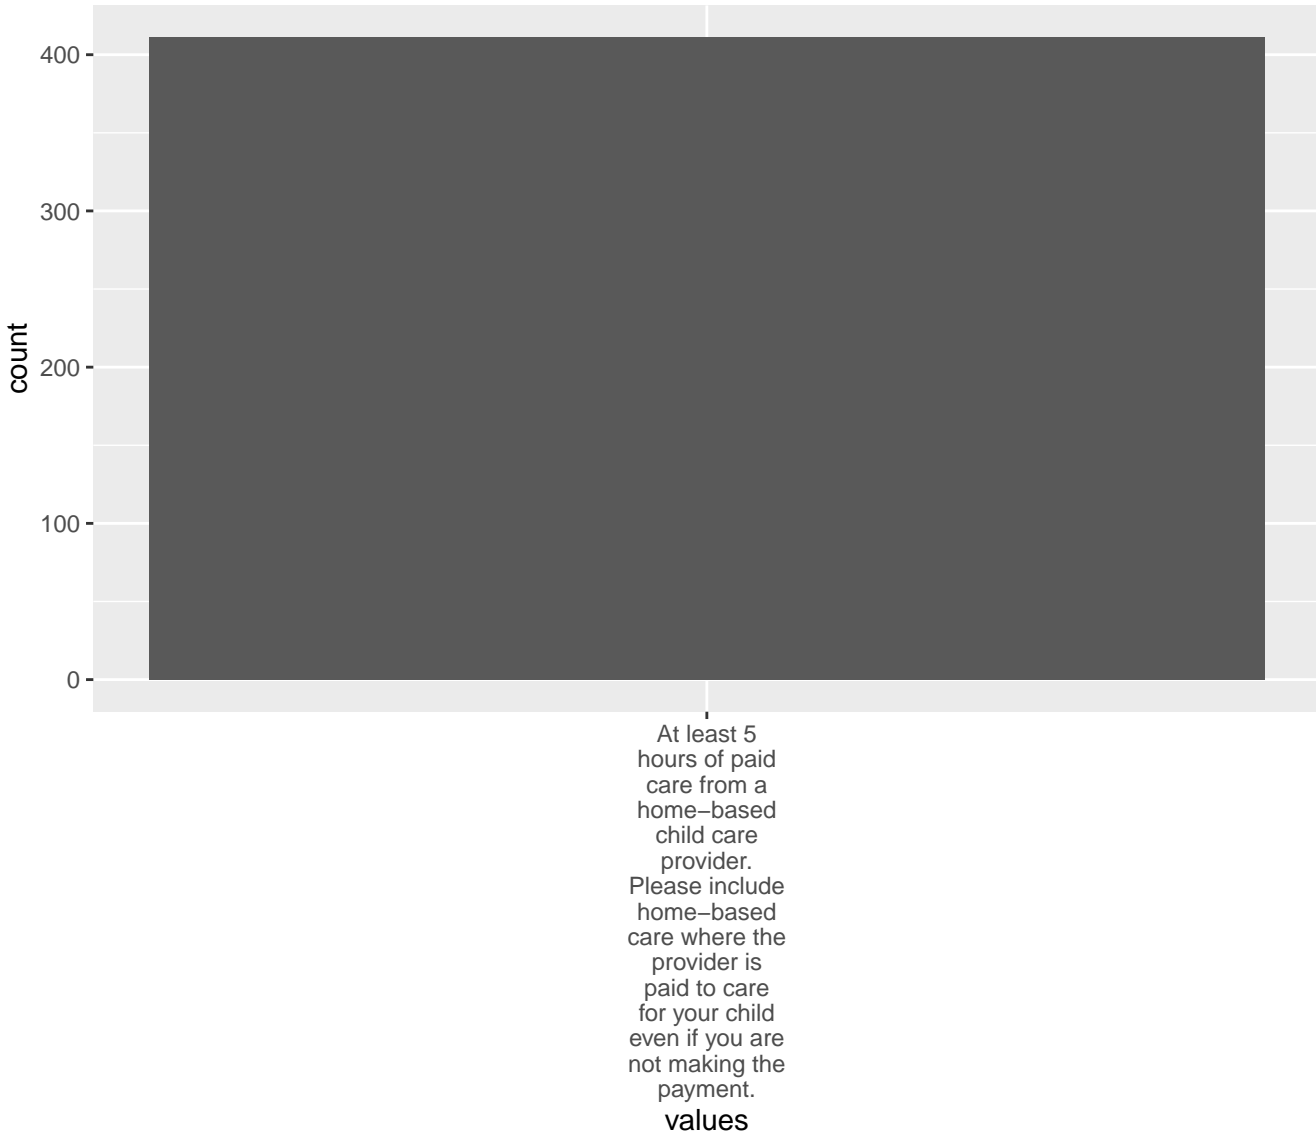 400
300
200
100
0
count
At least 5
hours of paid
care from a
home−based
child care
provider.
Please include
home−based
care where the
provider is
paid to care
for your child
even if you are
not making the
payment.
values